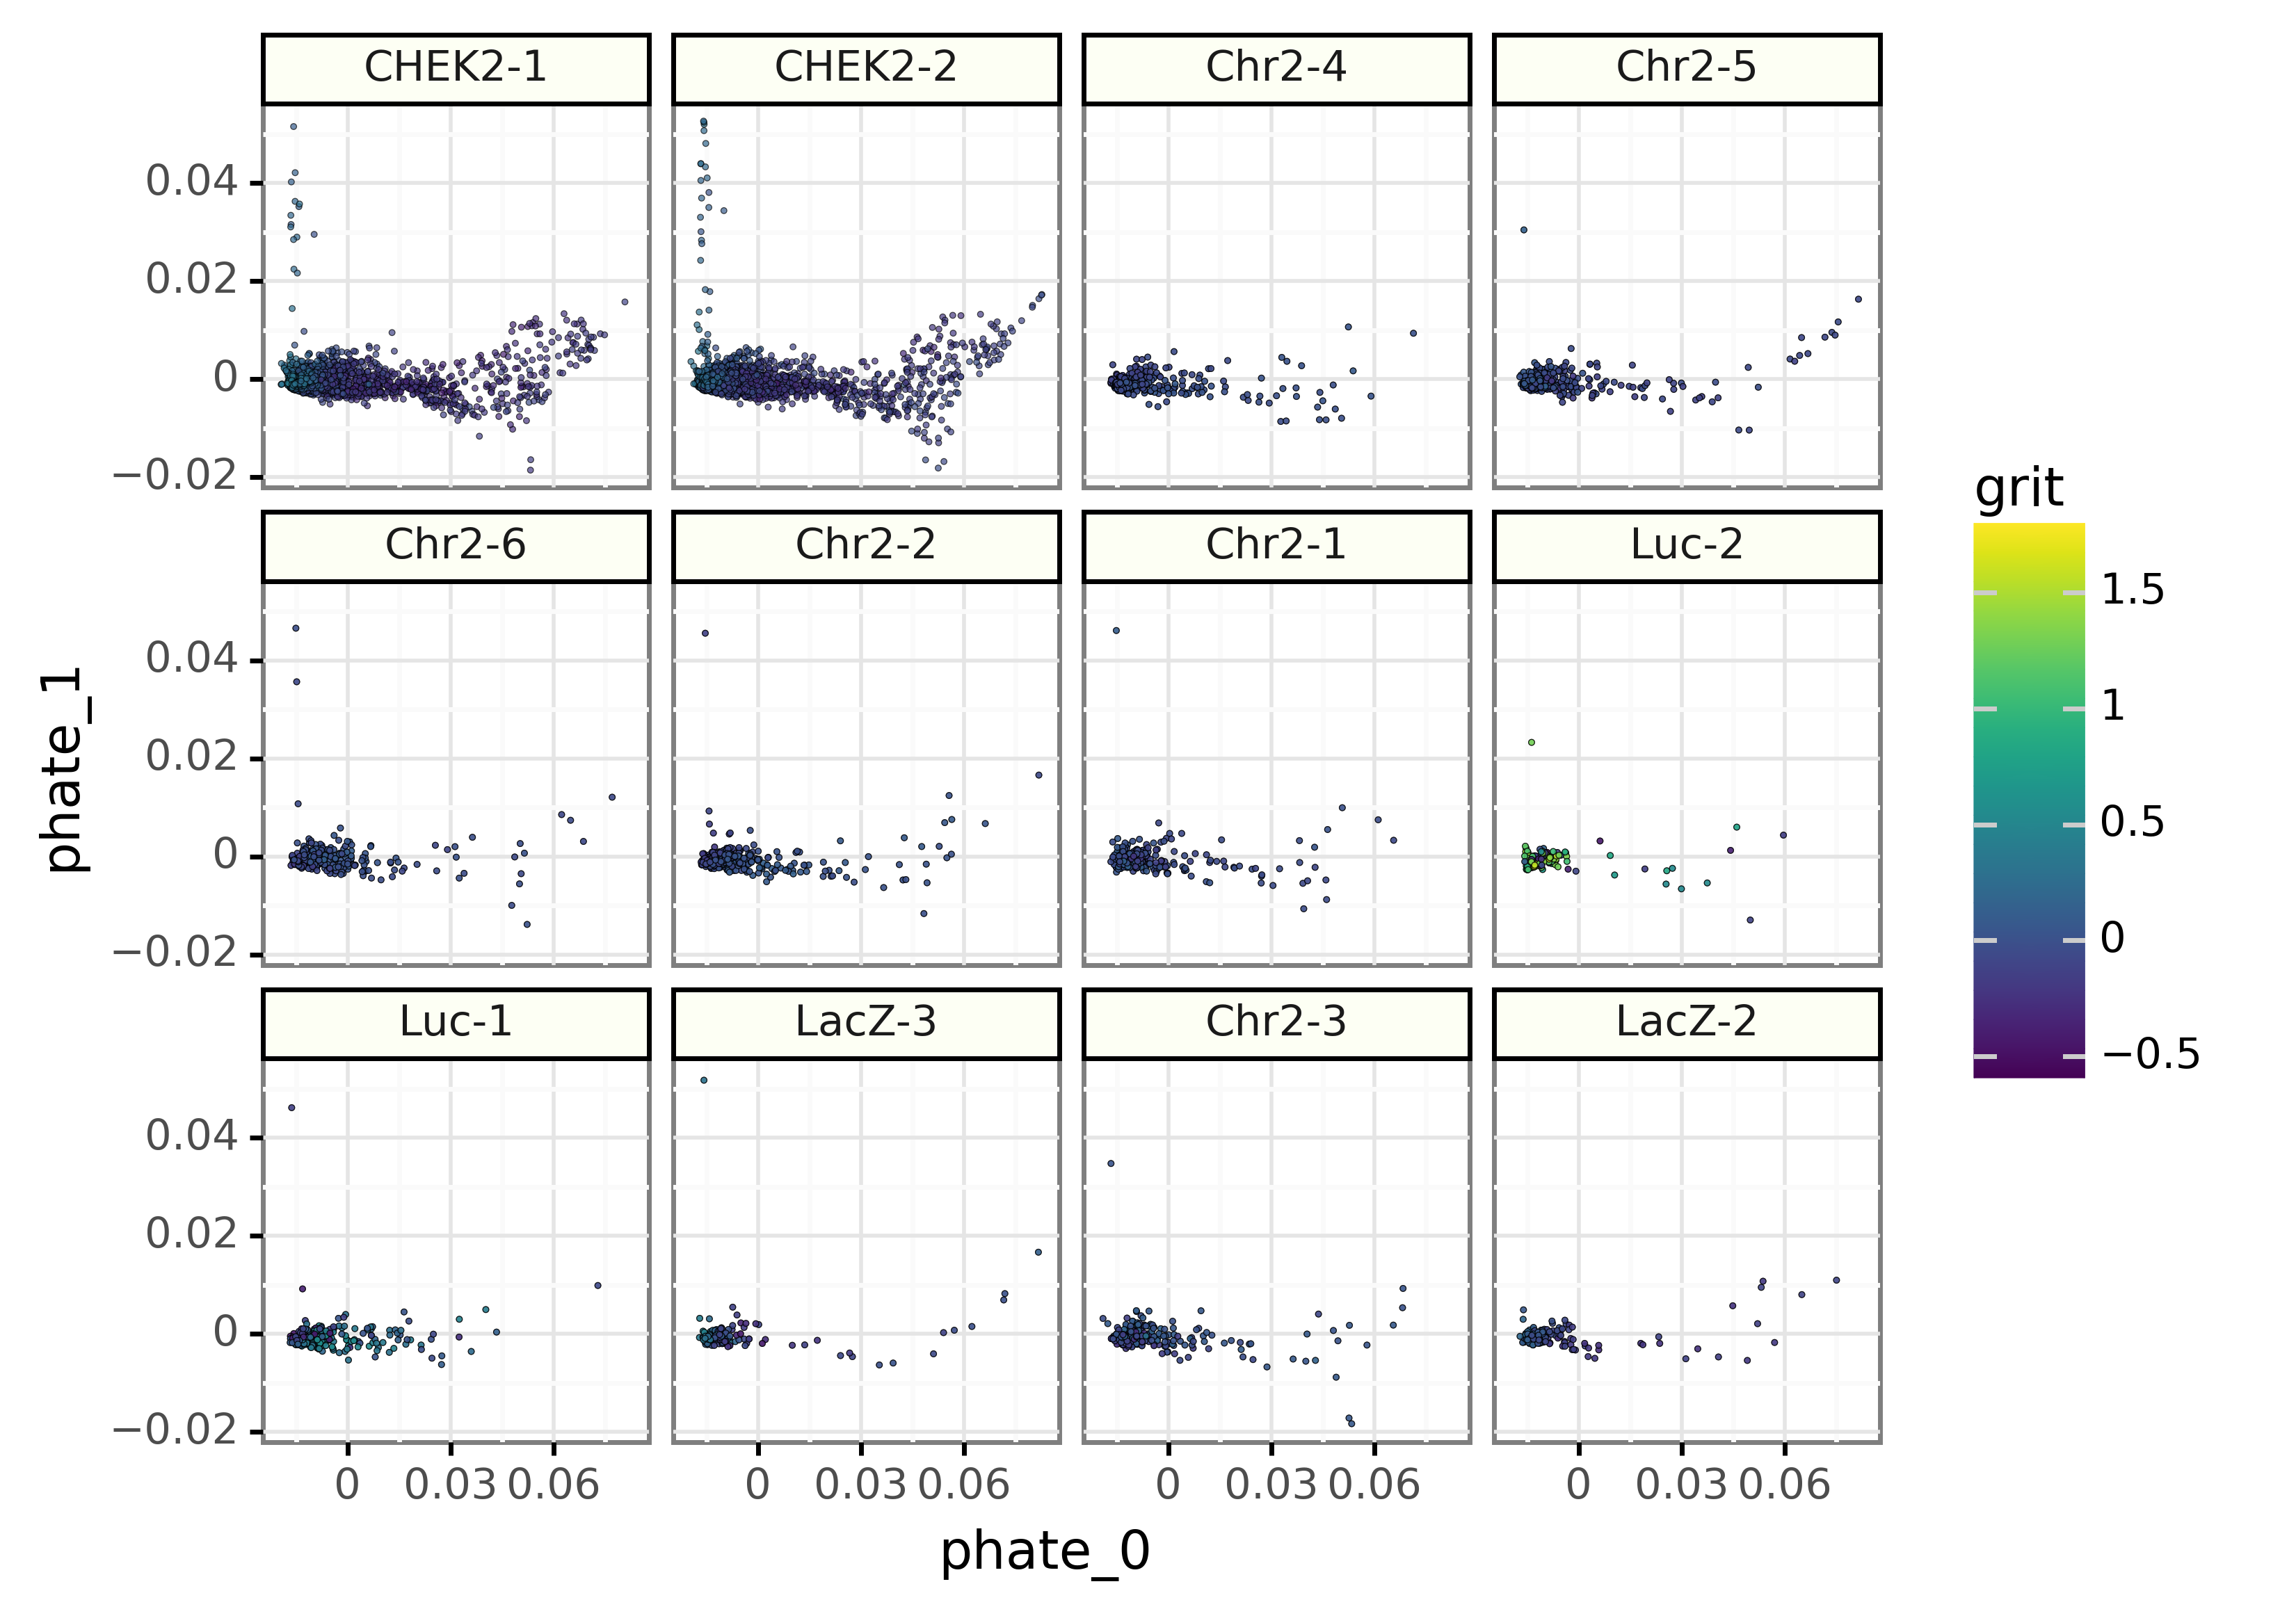 CHEK2-1 CHEK2-2 Chr2-4 Chr2-5
0.04
0.02
0
−0.02
Chr2-6 Chr2-2 Chr2-1 Luc-2
0.04
0.02
0
−0.02
Luc-1 LacZ-3 Chr2-3 LacZ-2
0.04
0.02
0
−0.02
0 0.03 0.06 0 0.03 0.06 0 0.03 0.06 0 0.03 0.06
phate_0
phate_1
grit
1.5
1
0.5
0
−0.5